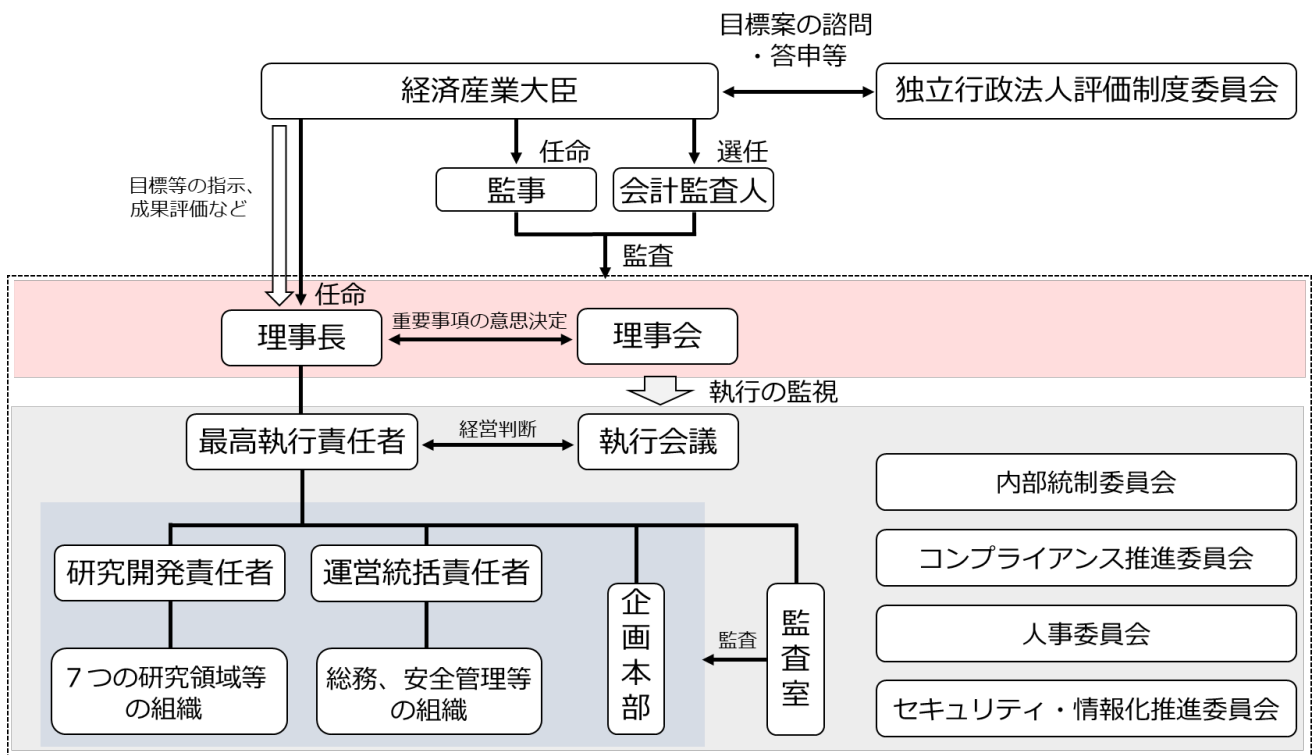 目標案の諮問
・答申等
経済産業大臣
独立行政法人評価制度委員会
任命
選任
監事
会計監査人
目標等の指示、
成果評価など
監査
任命
理事長
重要事項の意思決定
理事会
執行の監視
最高執行責任者
経営判断
執行会議
内部統制委員会
コンプライアンス推進委員会
人事委員会
セキュリティ・情報化推進委員会
研究開発責任者
運営統括責任者
企画本部
監査室
監査
7つの研究領域等
の組織
総務、安全管理等
の組織